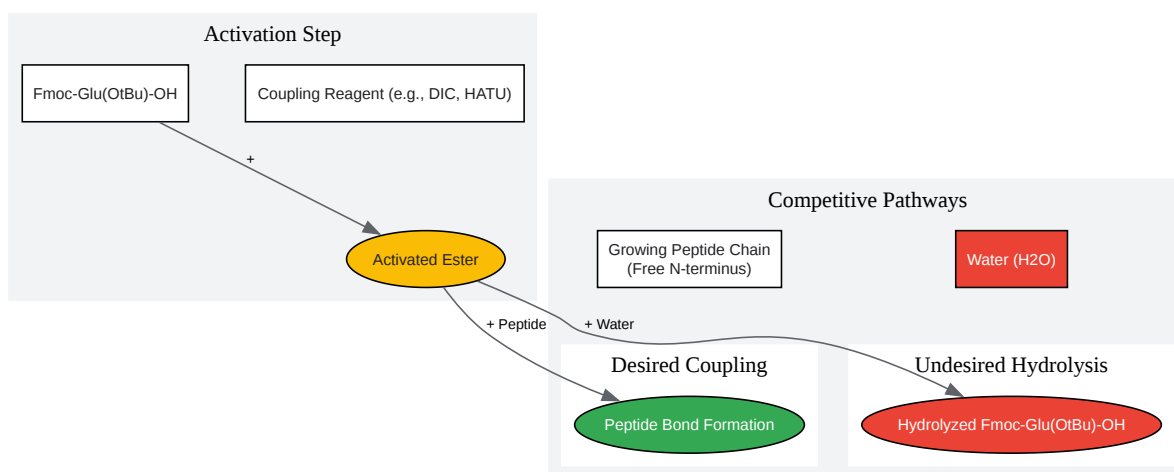 Activation Step
Fmoc-Glu(OtBu)-OH
Coupling Reagent (e.g., DIC, HATU)
+
Activated Ester
Competitive Pathways
Growing Peptide Chain
(Free N-terminus)
Water (H2O)
+ Peptide
+ Water
Desired Coupling
Undesired Hydrolysis
Peptide Bond Formation
Hydrolyzed Fmoc-Glu(OtBu)-OH